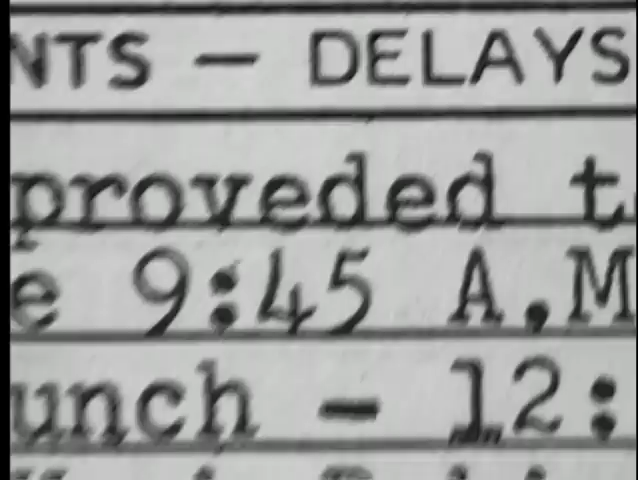 NTS — DELAYS
proveded t
e 9:45 A.M
unch - 12: